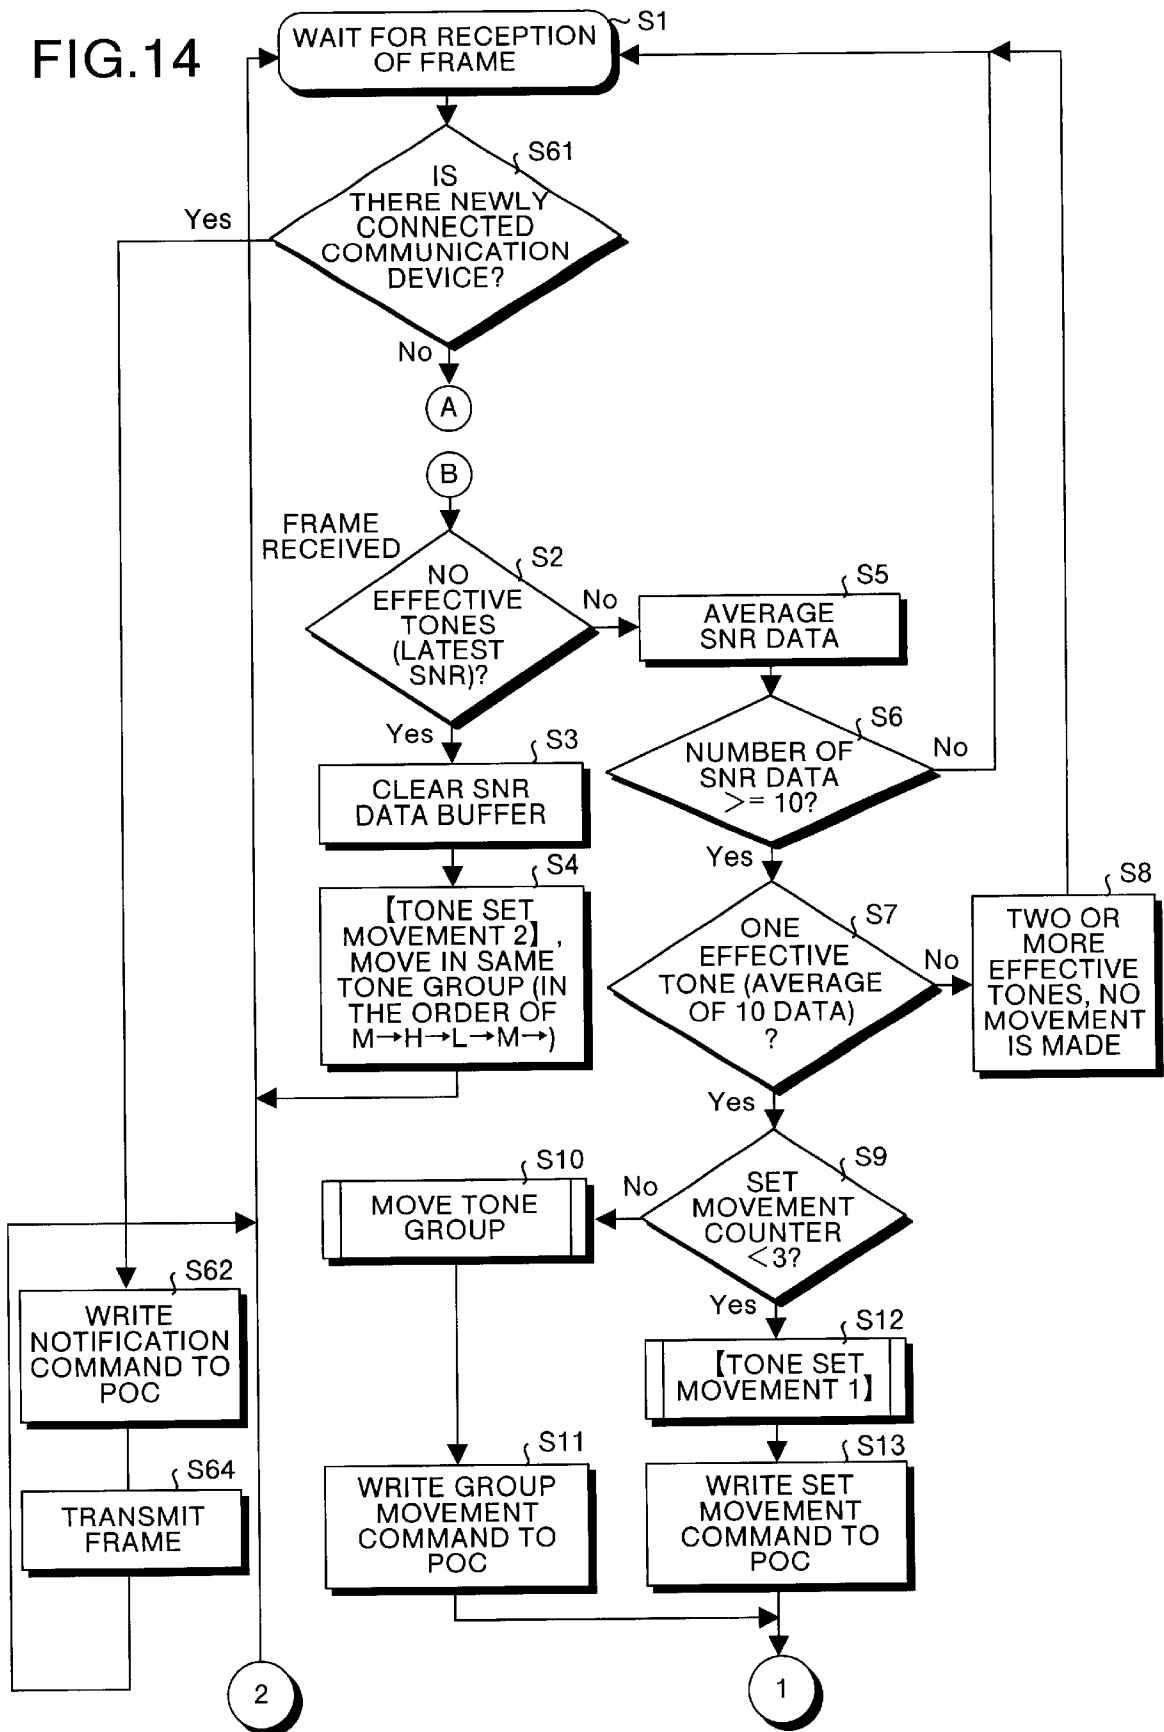 FIG.14
WAIT FOR RECEPTION
OF FRAME
S1
S61
IS
THERE NEWLY
CONNECTED
COMMUNICATION
DEVICE?
Yes
No
A
B
FRAME
RECEIVED
S2
NO
EFFECTIVE
TONES
(LATEST
SNR)?
No
Yes
S5
AVERAGE
SNR DATA
S3
CLEAR SNR
DATA BUFFER
S6
NUMBER OF
SNR DATA
>= 10?
No
Yes
S4
【TONE SET
MOVEMENT 2】,
MOVE IN SAME
TONE GROUP (IN
THE ORDER OF
M→H→L→M→)
S7
ONE
EFFECTIVE
TONE (AVERAGE
OF 10 DATA)
?
No
Yes
S8
TWO OR
MORE
EFFECTIVE
TONES, NO
MOVEMENT
IS MADE
S9
SET
MOVEMENT
COUNTER
<3?
No
Yes
S10
MOVE TONE
GROUP
S62
WRITE
NOTIFICATION
COMMAND TO
POC
S12
【TONE SET
MOVEMENT 1】
S64
TRANSMIT
FRAME
S11
WRITE GROUP
MOVEMENT
COMMAND TO
POC
S13
WRITE SET
MOVEMENT
COMMAND TO
POC
2
1